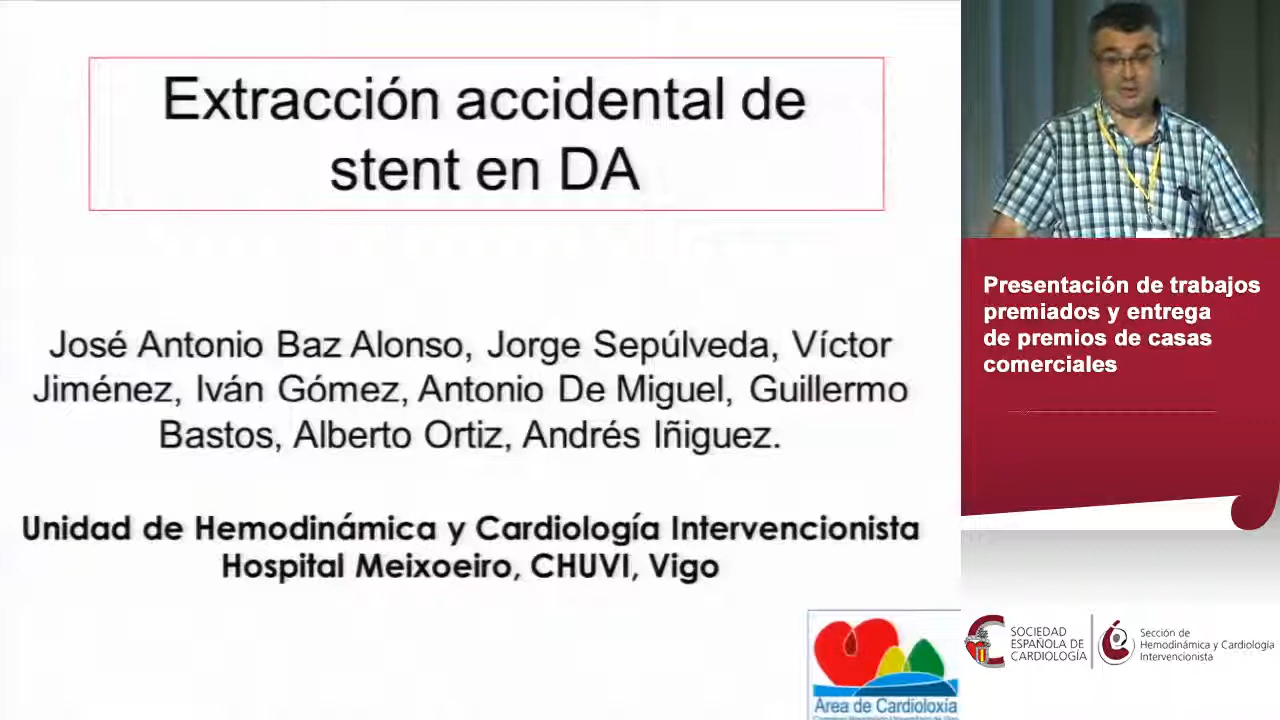 Extracción accidental de
stent en DA
José Antonio Baz Alonso, Jorge Sepúlveda, Víctor
Jiménez, Iván Gómez, Antonio De Miguel, Guillermo
Bastos, Alberto Ortiz, Andrés Iñiguez.
Unidad de Hemodinámica y Cardiología Intervencionista
Hospital Meixoeiro, CHUVI, Vigo
Área de Cardioloxía
Presentación de trabajos
premiados y entrega
de premios de casas
comerciales
SOCIEDAD
ESPAÑOLA DE
CARDIOLOGÍA
Sección de
Hemodinámica y Cardiología
Intervencionista